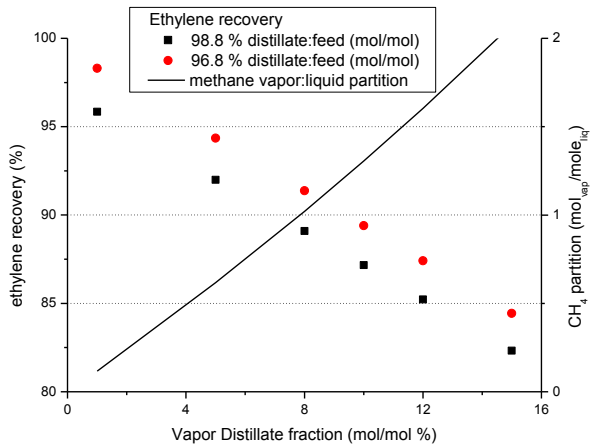 Ethylene recovery
98.8 % distillate:feed (mol/mol)
96.8 % distillate:feed (mol/mol)
methane vapor:liquid partition
100
95
90
85
80
ethylene recovery (%)
2
1
0
CH4 partition (mol_vap/mole_liq)
0 4 8 12 16
Vapor Distillate fraction (mol/mol %)